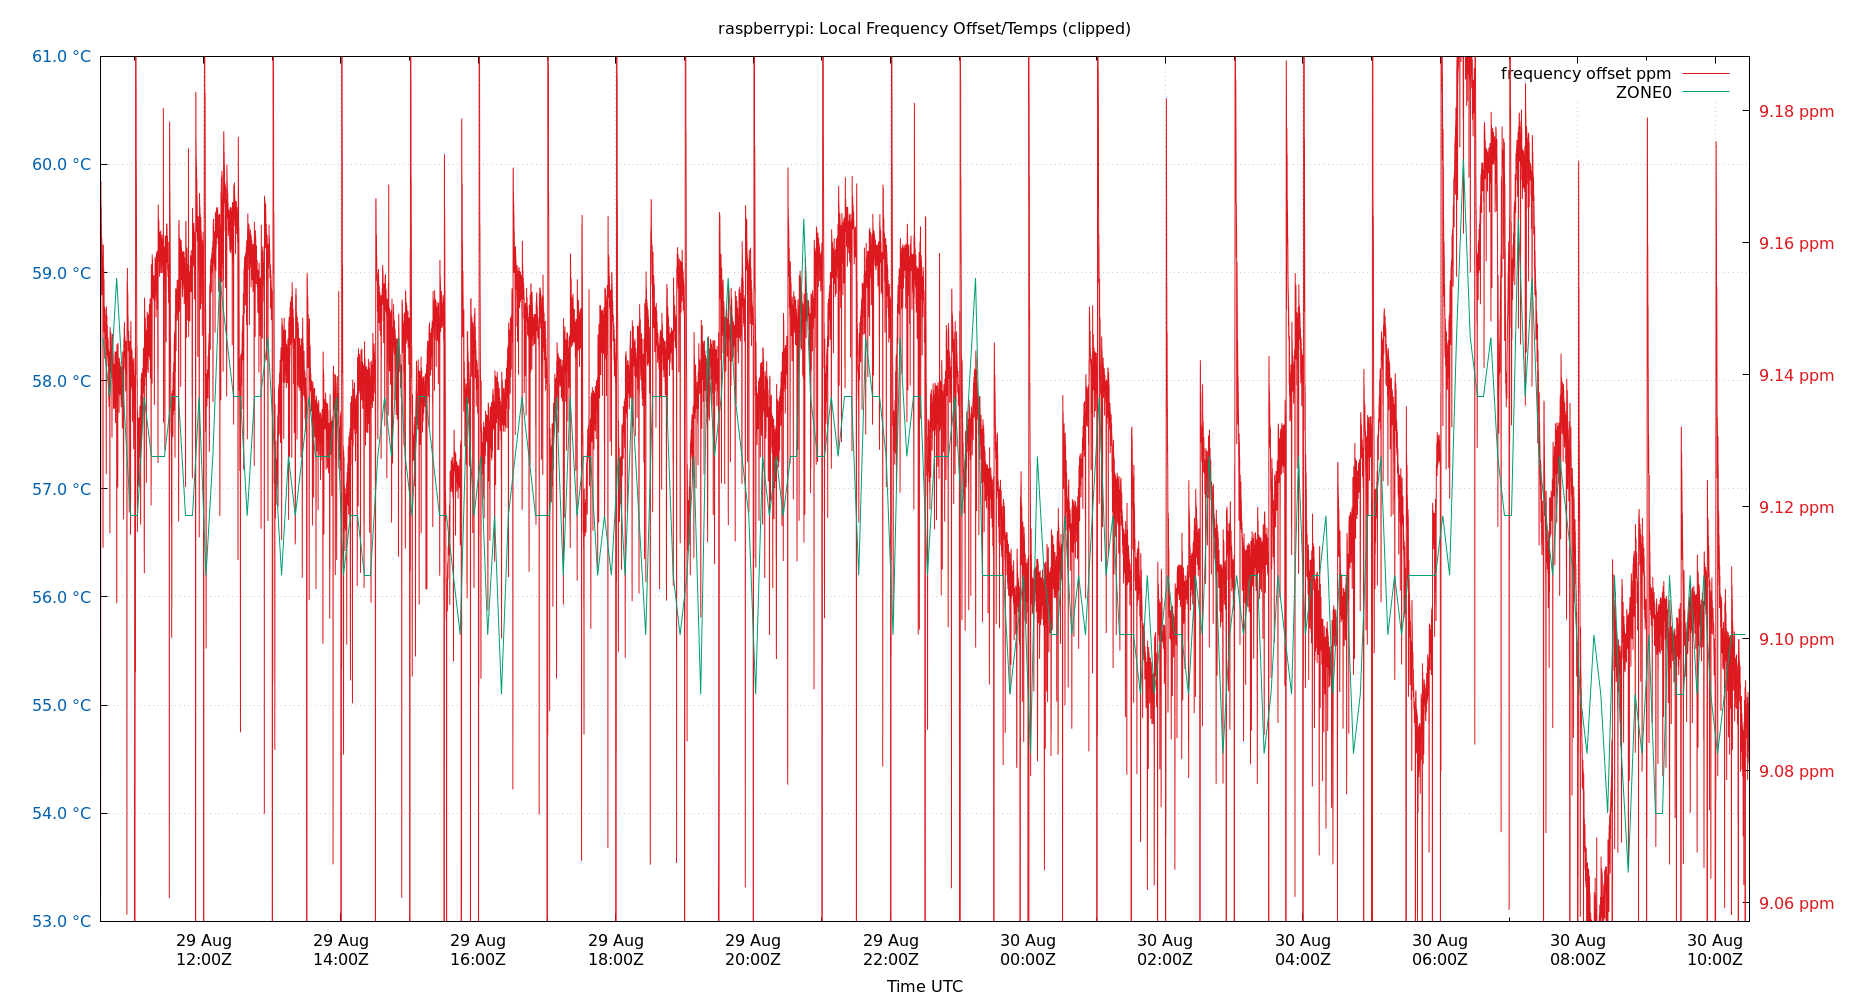 raspberrypi: Local Frequency Offset/Temps (clipped)
frequency offset ppm
ZONE0
61.0 °C
60.0 °C
59.0 °C
58.0 °C
57.0 °C
56.0 °C
55.0 °C
54.0 °C
53.0 °C
9.18 ppm
9.16 ppm
9.14 ppm
9.12 ppm
9.10 ppm
9.08 ppm
9.06 ppm
29 Aug 29 Aug 29 Aug 29 Aug 29 Aug 29 Aug 30 Aug 30 Aug 30 Aug 30 Aug 30 Aug 30 Aug
12:00Z 14:00Z 16:00Z 18:00Z 20:00Z 22:00Z 00:00Z 02:00Z 04:00Z 06:00Z 08:00Z 10:00Z
Time UTC